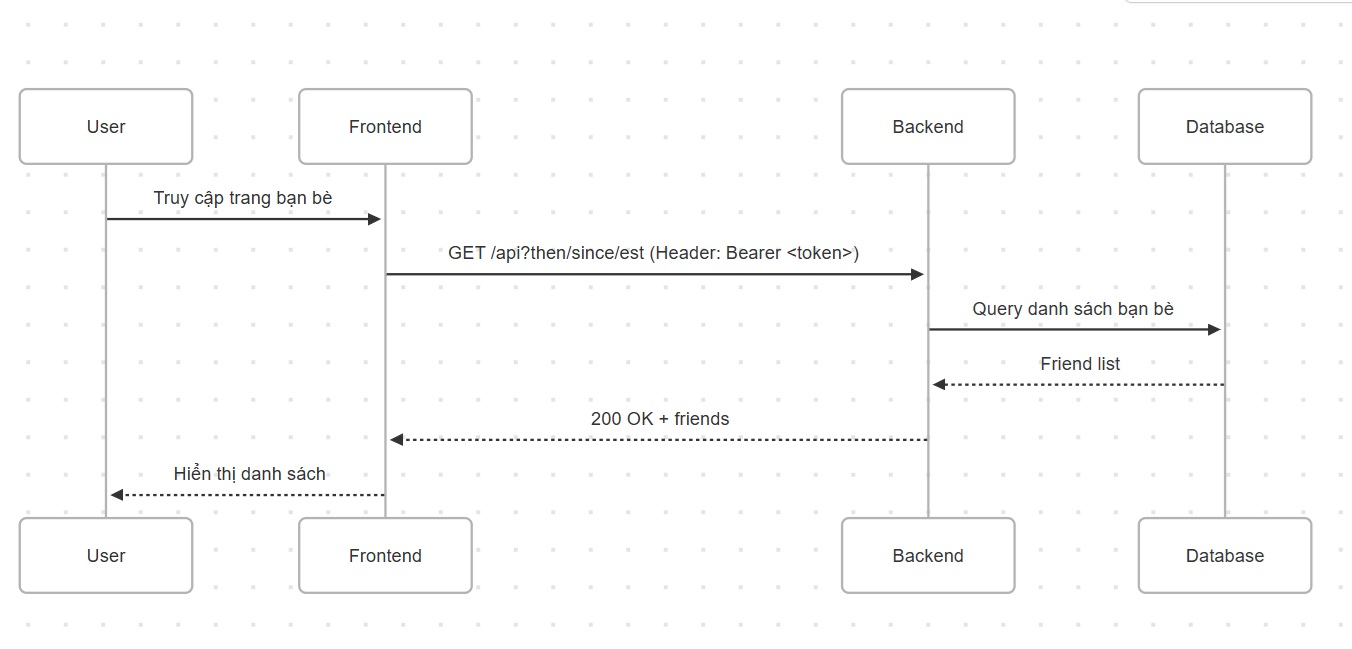 User
Frontend
Backend
Database
Truy cập trang bạn bè
GET /api?then/since/est (Header: Bearer <token>)
Query danh sách bạn bè
Friend list
200 OK + friends
Hiển thị danh sách
User
Frontend
Backend
Database